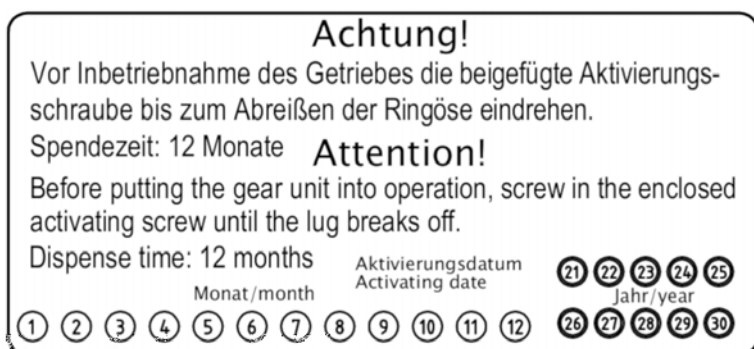 Achtung!
Vor Inbetriebnahme des Getriebes die beigefügte Aktivierungs-
schraube bis zum Abreißen der Ringöse eindrehen.
Spendezeit: 12 Monate
Attention!
Before putting the gear unit into operation, screw in the enclosed
activating screw until the lug breaks off.
Dispense time: 12 months
Aktivierungsdatum
Activating date
21 22 23 24 25
Monat/month
Jahr/year
1 2 3 4 5 6 7 8 9 10 11 12
26 27 28 29 30